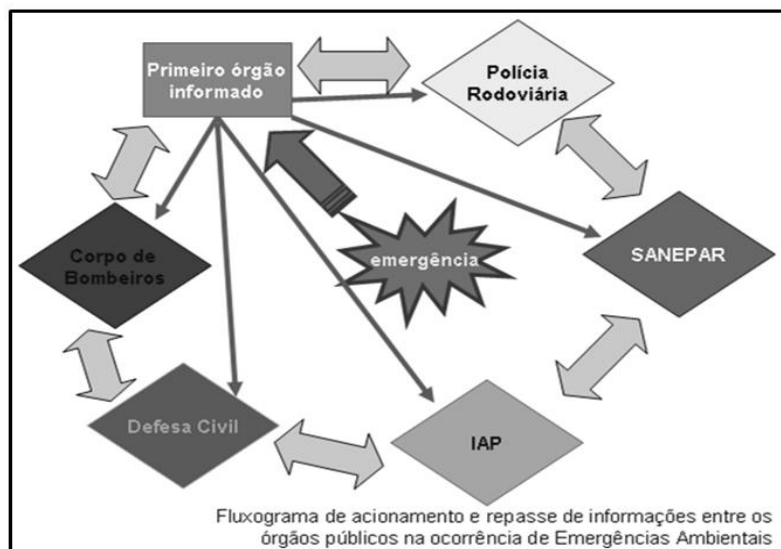 Primeiro órgão
informado
Polícia
Rodoviária
Corpo de
Bombeiros
emergência
SANEPAR
Defesa Civil
IAP
Fluxograma de acionamento e repasse de informações entre os
órgãos públicos na ocorrência de Emergências Ambientais